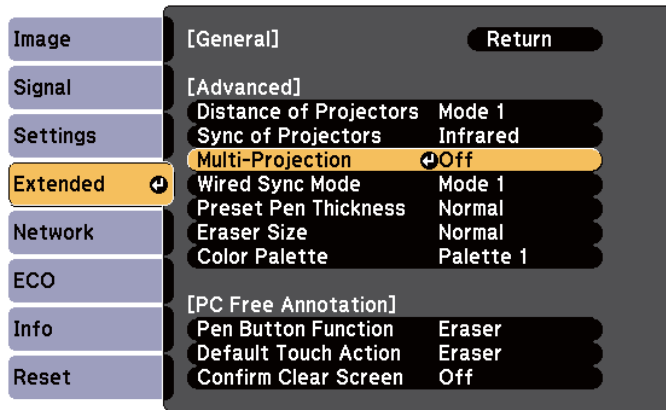 Image
Signal
Settings
Extended
Network
ECO
Info
Reset
[General] Return
[Advanced]
Distance of Projectors Mode 1
Sync of Projectors Infrared
Multi-Projection Off
Wired Sync Mode Mode 1
Preset Pen Thickness Normal
Eraser Size Normal
Color Palette Palette 1
[PC Free Annotation]
Pen Button Function Eraser
Default Touch Action Eraser
Confirm Clear Screen Off